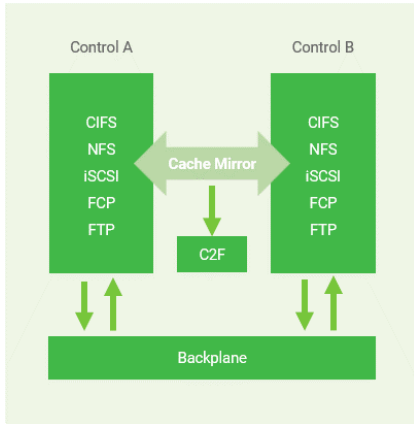 Control A
Control B
CIFS
NFS
iSCSI
FCP
FTP
Cache Mirror
C2F
CIFS
NFS
iSCSI
FCP
FTP
Backplane